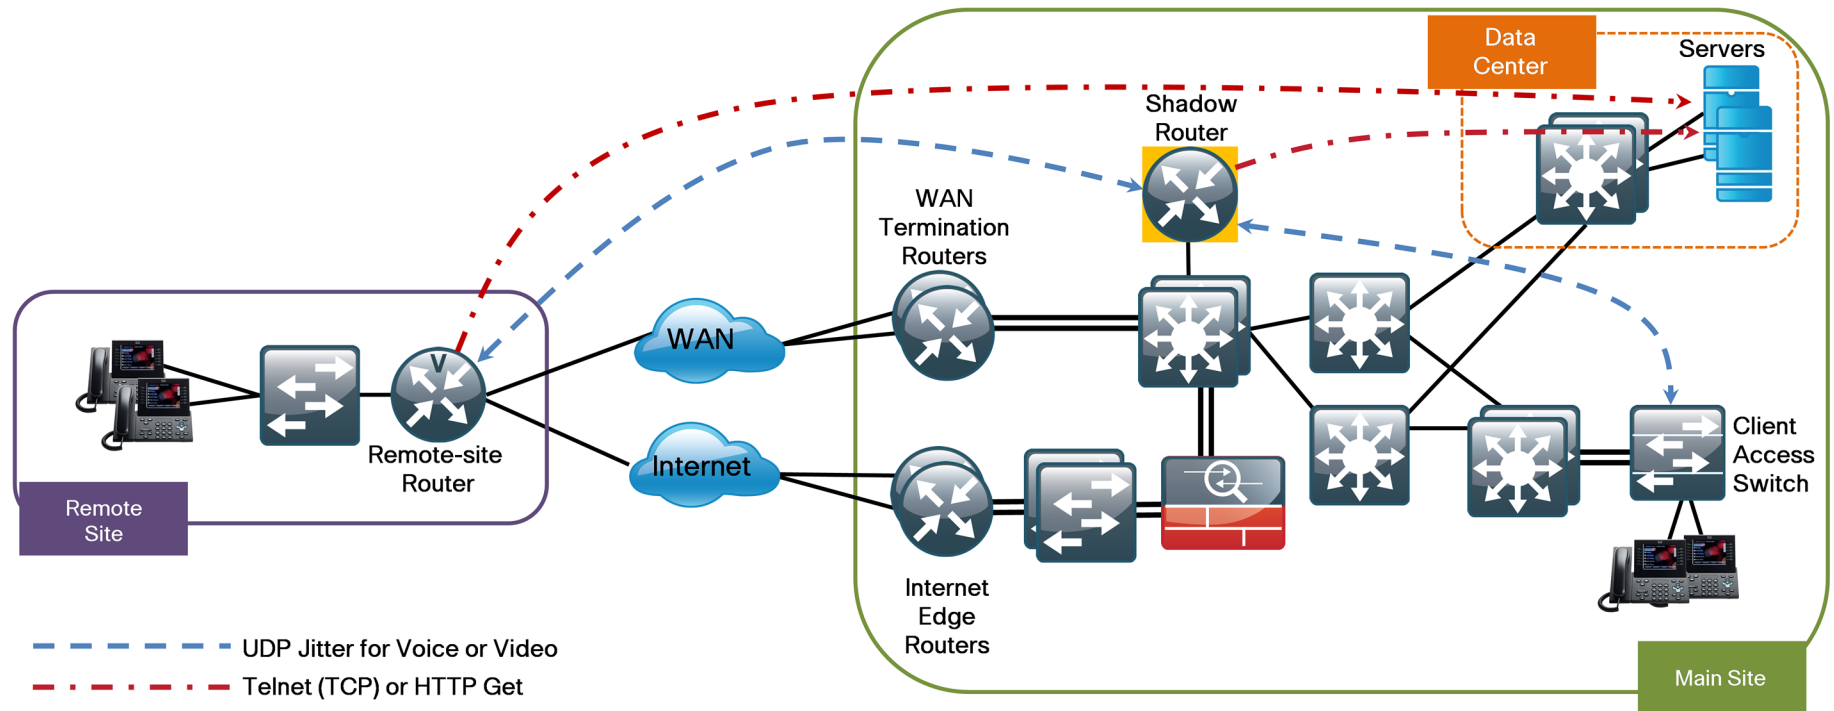 Data
Center
Servers
Shadow
Router
WAN
Termination
Routers
WAN
V
Remote-site
Router
Internet
Client
Access
Switch
Remote
Site
Internet
Edge
Routers
UDP Jitter for Voice or Video
Telnet (TCP) or HTTP Get
Main Site